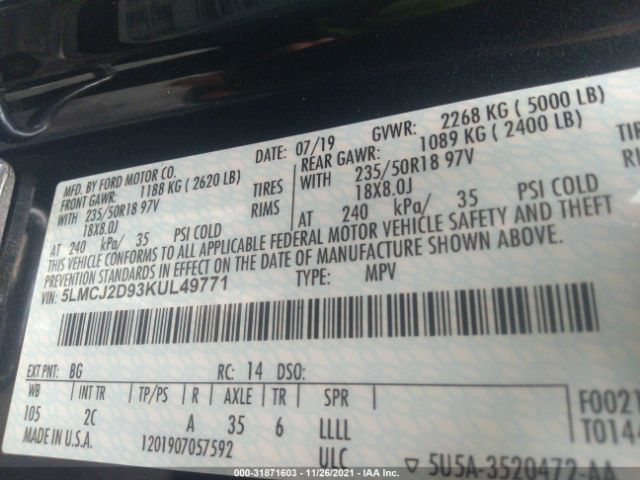 MFD. BY FORD MOTOR CO. DATE: 07/19 GVWR: 2268 KG ( 5000 LB)
FRONT GAWR: 1188 KG ( 2620 LB) REAR GAWR: 1089 KG ( 2400 LB)
WITH 235/50R18 97V TIRES WITH 235/50R18 97V TIRE
18X8.0J RIMS 18X8.0J RIM
AT 240 kPa/ 35 PSI COLD AT 240 kPa/ 35 PSI COLD
THIS VEHICLE CONFORMS TO ALL APPLICABLE FEDERAL MOTOR VEHICLE SAFETY AND THEFT
PREVENTION STANDARDS IN EFFECT ON THE DATE OF MANUFACTURE SHOWN ABOVE.
VIN: 5LMCJ2D93KUL49771 TYPE: MPV
EXT PNT: BG RC: 14 DSO:
WB INT TR TP/PS R AXLE TR SPR F0021
105 2C A 35 6 LLLL T0144
MADE IN U.S.A. 1201907057592 ULC ▽ 5U5A-3520472-AA
000-31871603 - 11/26/2021 - IAA Inc.